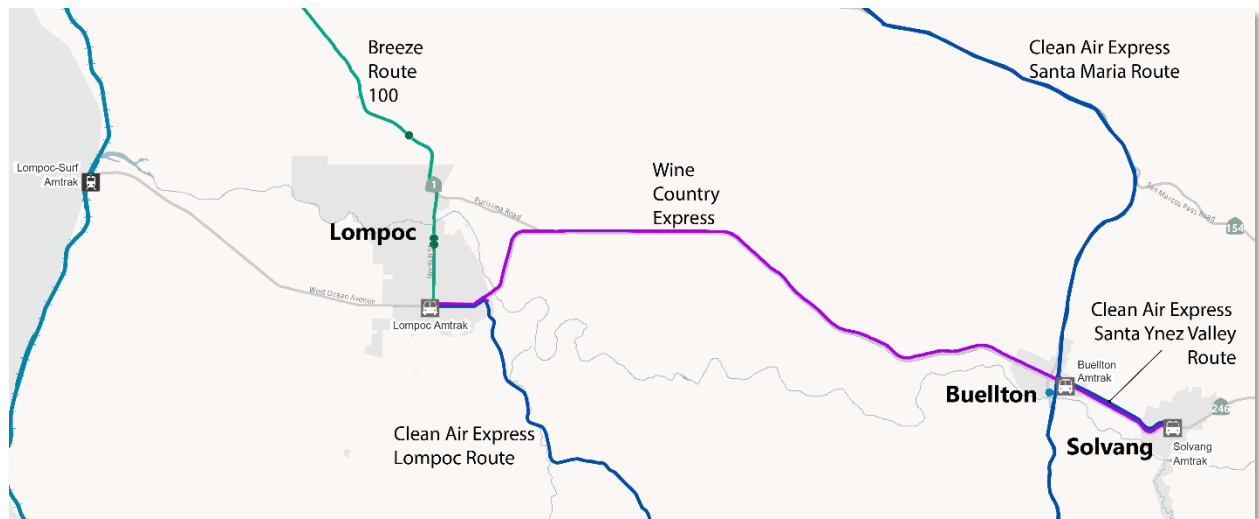 Breeze
Route
100
Clean Air Express
Santa Maria Route
Lompoc-Surf
Amtrak
1
Purisima Road
Wine
Country
Express
San Marcos Pass Road
154
Lompoc
North H St
West Ocean Avenue
Lompoc Amtrak
Clean Air Express
Santa Ynez Valley
Route
Buellton
Amtrak
Buellton
246
Solvang
Solvang
Amtrak
Clean Air Express
Lompoc Route